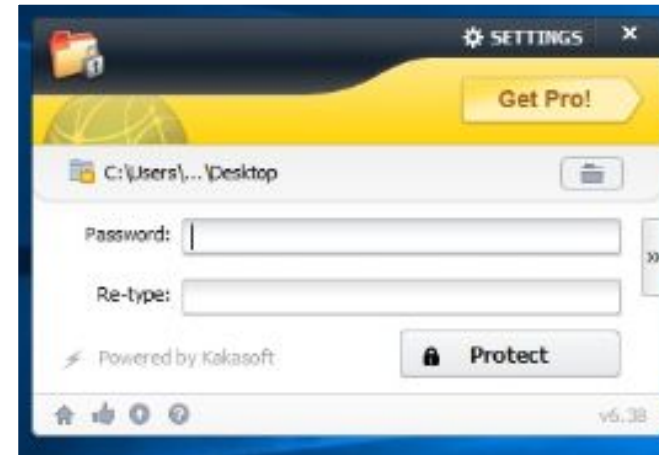 SETTINGS ×
Get Pro!
C:\Users\...\Desktop
Password:
»
Re-type:
Powered by Kakasoft
Protect
v6.38